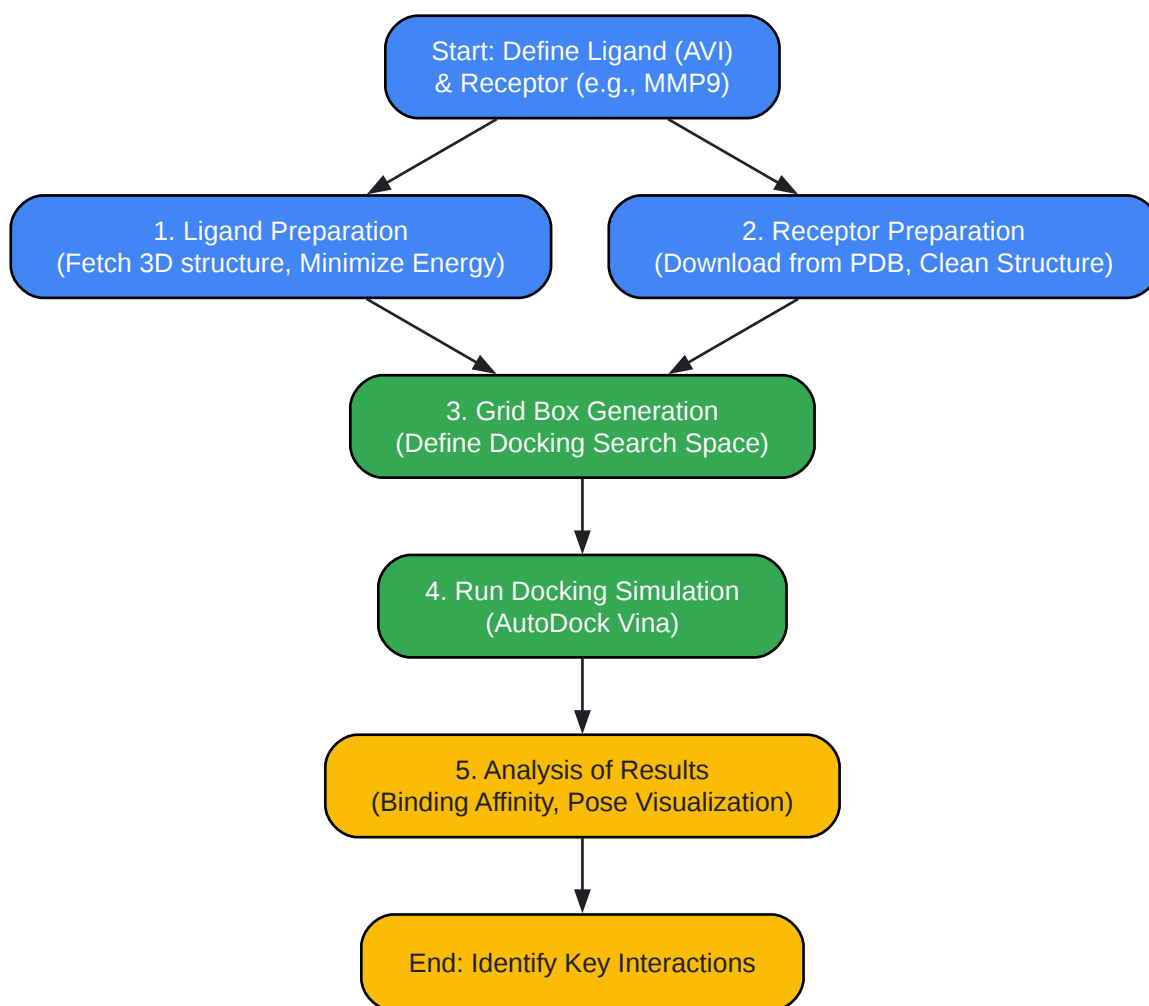 Start: Define Ligand (AVI)
& Receptor (e.g., MMP9)
1. Ligand Preparation
(Fetch 3D structure, Minimize Energy)
2. Receptor Preparation
(Download from PDB, Clean Structure)
3. Grid Box Generation
(Define Docking Search Space)
4. Run Docking Simulation
(AutoDock Vina)
5. Analysis of Results
(Binding Affinity, Pose Visualization)
End: Identify Key Interactions